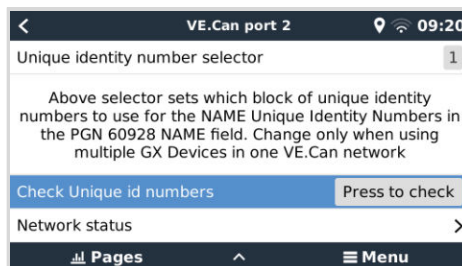 VE.Can port 2 09:20
Unique identity number selector 1
Above selector sets which block of unique identity
numbers to use for the NAME Unique Identity Numbers in
the PGN 60928 NAME field. Change only when using
multiple GX Devices in one VE.Can network
Check Unique id numbers Press to check
Network status
Pages Menu